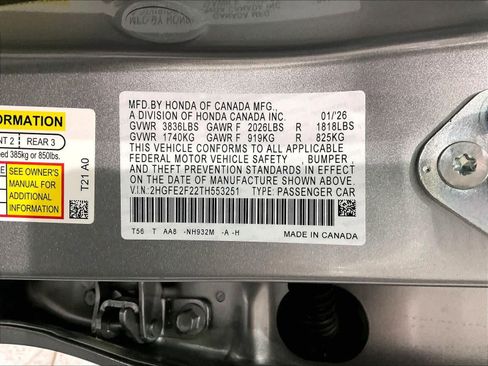 MFD.BY HONDA OF CANADA MFG.,
A DIVISION OF HONDA CANADA INC. 01/'26
GVWR 3836LBS GAWR F 2026LBS R 1818LBS
GVWR 1740KG GAWR F 919KG R 825KG
THIS VEHICLE CONFORMS TO ALL APPLICABLE
FEDERAL MOTOR VEHICLE SAFETY , BUMPER ,
AND THEFT PREVENTION STANDARDS IN EFFECT
ON THE DATE OF MANUFACTURE SHOWN ABOVE.
V.I.N: 2HGFE2F22TH553251 TYPE: PASSENGER CAR
T56 T AA8 -NH932M -A -H MADE IN CANADA
ORMATION
NT 2 REAR 3
ed 385kg or 850lbs.
SEE OWNER'S
MANUAL FOR
ADDITIONAL
INFORMATION
T21 A0